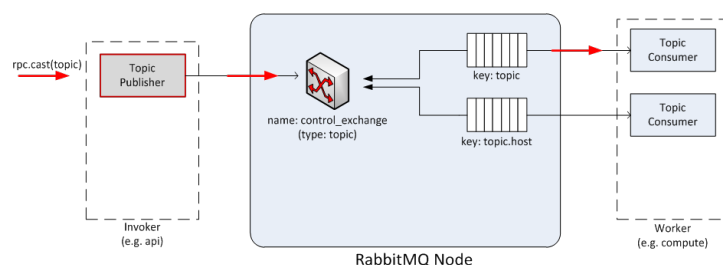 rpc.cast(topic)
Topic
Publisher
Invoker
(e.g. api)
name: control_exchange
(type: topic)
key: topic
key: topic.host
RabbitMQ Node
Topic
Consumer
Topic
Consumer
Worker
(e.g. compute)